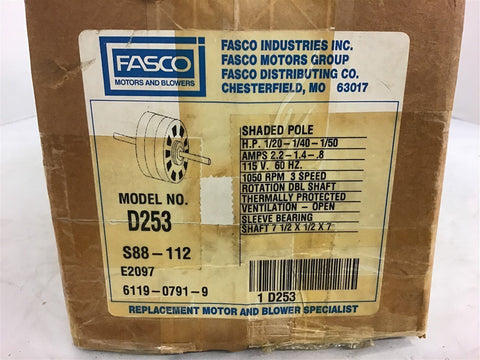 FASCO
MOTORS AND BLOWERS
FASCO INDUSTRIES INC.
FASCO MOTORS GROUP
FASCO DISTRIBUTING CO.
CHESTERFIELD, MO 63017
SHADED POLE
H.P. 1/20-1/40-1/50
AMPS 2.2-1.4-.8
115 V. 60 HZ.
1050 RPM 3 SPEED
ROTATION DBL SHAFT
THERMALLY PROTECTED
VENTILATION - OPEN
SLEEVE BEARING
SHAFT 7 1/2 X 1/2 X 7
MODEL NO.
D253
S88-112
E2097
6119-0791-9
1 D253
REPLACEMENT MOTOR AND BLOWER SPECIALIST